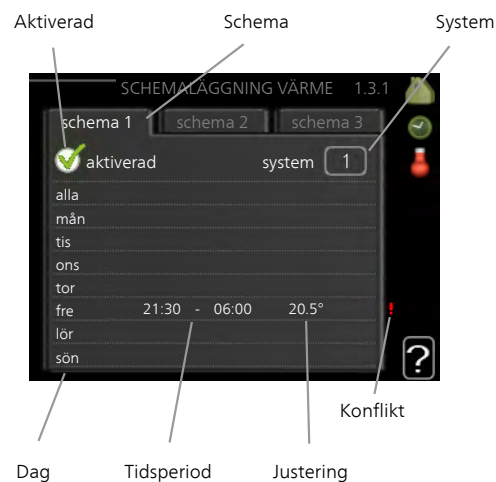 Aktiverad Schema System
SCHEMALÄGGNING VÄRME 1.3.1
schema 1 schema 2 schema 3
aktiverad system 1
alla
mån
tis
ons
tor
fre 21:30 - 06:00 20.5° !
lör
sön
?
Konflikt
Dag Tidsperiod Justering